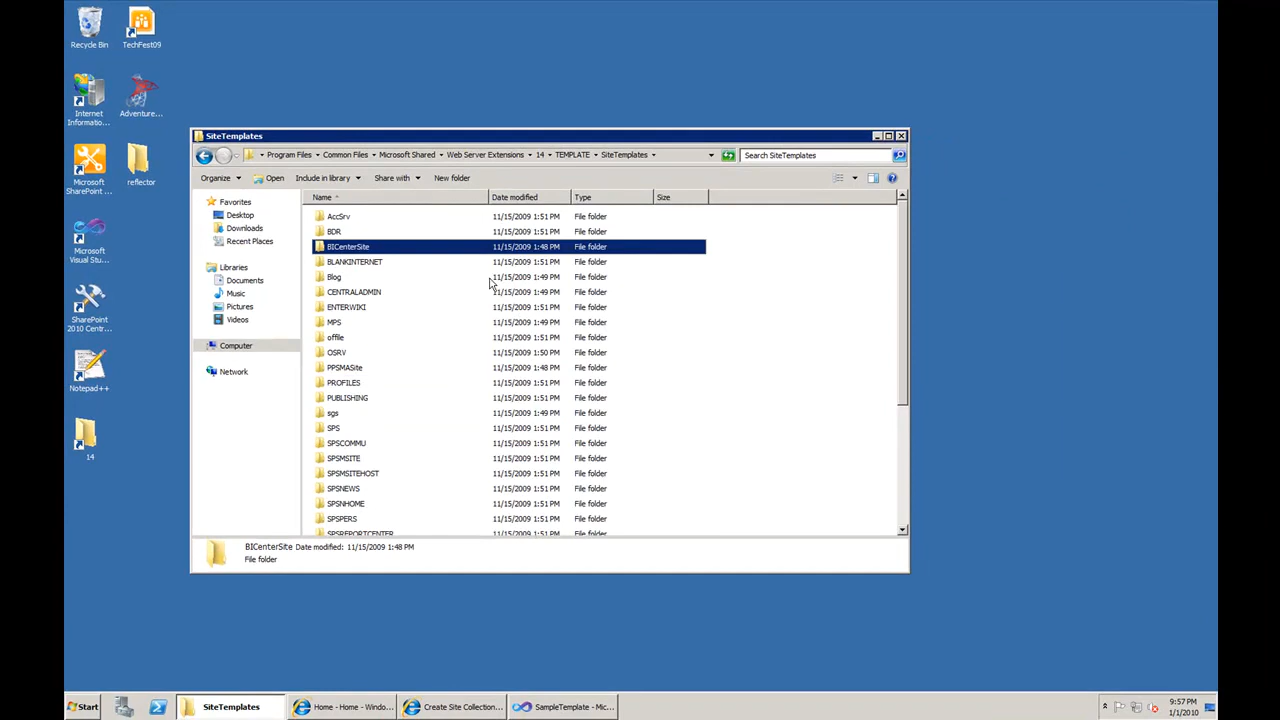 Recycle Bin
TechFest09
Internet
Informatio...
Adventure...
Microsoft
SharePoint...
reflector
Microsoft
Visual Stu...
SharePoint
2010 Centr...
Notepad++
14
SiteTemplates
Program Files
Common Files
Microsoft Shared
Web Server Extensions
14
TEMPLATE
SiteTemplates
Search SiteTemplates
Organize
Open
Include in library
Share with
New folder
Favorites
Desktop
Downloads
Recent Places
Libraries
Documents
Music
Pictures
Videos
Computer
Network
Name Date modified Type Size
AccSrv 11/15/2009 1:51 PM File folder
BDR 11/15/2009 1:51 PM File folder
BICenterSite 11/15/2009 1:48 PM File folder
BLANKINTERNET 11/15/2009 1:51 PM File folder
Blog 11/15/2009 1:49 PM File folder
CENTRALADMIN 11/15/2009 1:49 PM File folder
ENTERWIKI 11/15/2009 1:51 PM File folder
MPS 11/15/2009 1:49 PM File folder
offile 11/15/2009 1:51 PM File folder
OSRV 11/15/2009 1:50 PM File folder
PPSMASite 11/15/2009 1:48 PM File folder
PROFILES 11/15/2009 1:51 PM File folder
PUBLISHING 11/15/2009 1:51 PM File folder
sgs 11/15/2009 1:49 PM File folder
SPS 11/15/2009 1:51 PM File folder
SPSCOMMU 11/15/2009 1:51 PM File folder
SPSMSITE 11/15/2009 1:51 PM File folder
SPSMSITEHOST 11/15/2009 1:51 PM File folder
SPSNEWS 11/15/2009 1:51 PM File folder
SPSNHOME 11/15/2009 1:51 PM File folder
SPSPERS 11/15/2009 1:51 PM File folder
SPSREPORTCENTER 11/15/2009 1:51 PM File folder
BICenterSite Date modified: 11/15/2009 1:48 PM
File folder
Start
SiteTemplates
Home - Home - Windo...
Create Site Collection...
SampleTemplate - Mic...
9:57 PM
1/1/2010